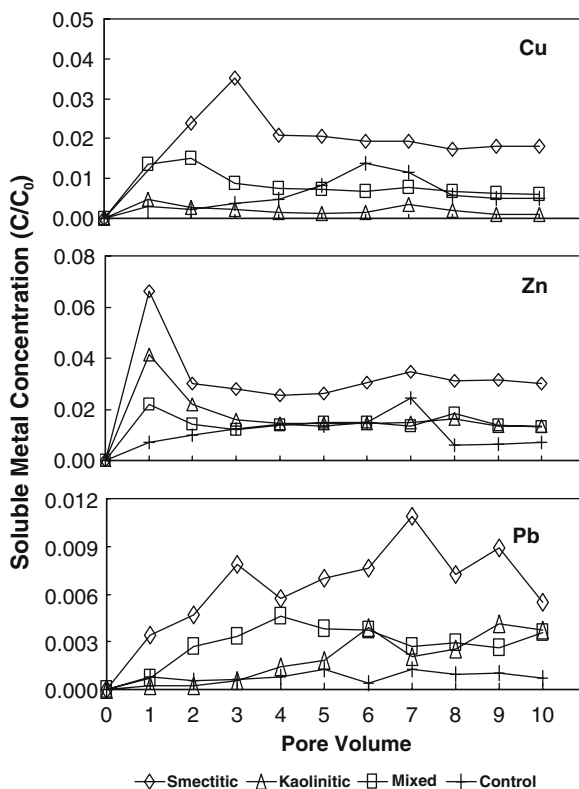 Soluble Metal Concentration (C/C₀)
0.05
0.04
0.03
0.02
0.01
0.00
Cu
0.08
0.06
0.04
0.02
0.00
Zn
0.012
0.009
0.006
0.003
0.000
Pb
0 1 2 3 4 5 6 7 8 9 10
Pore Volume
Smectitic Kaolinitic Mixed Control